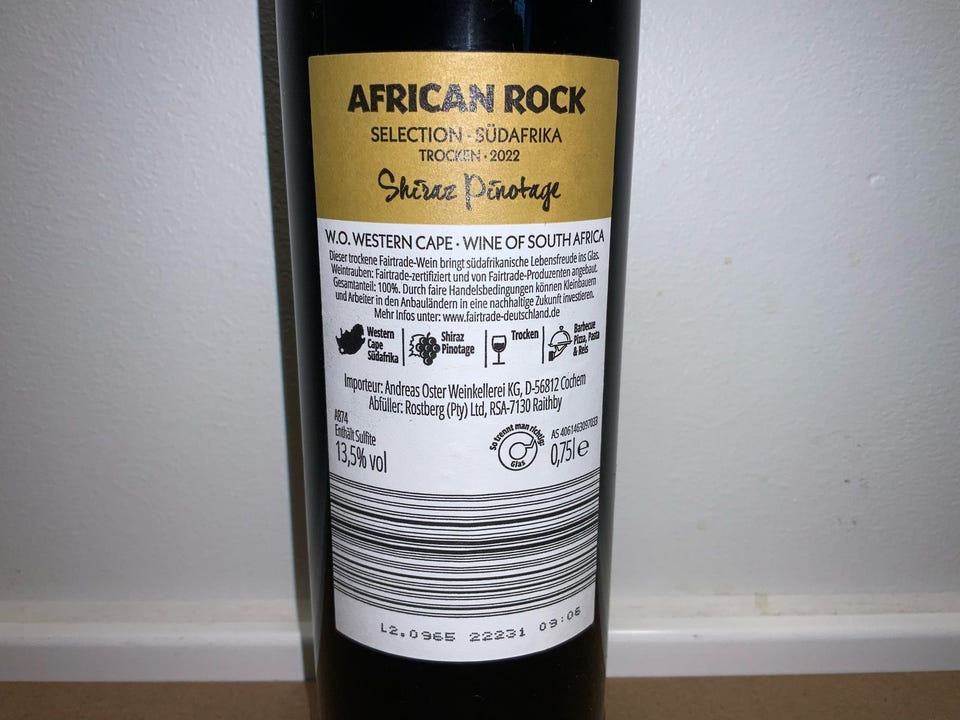 AFRICAN ROCK
SELECTION · SÜDAFRIKA
TROCKEN · 2022
Shiraz Pinotage
W.O. WESTERN CAPE · WINE OF SOUTH AFRICA
Dieser trockene Fairtrade-Wein bringt südafrikanische Lebensfreude ins Glas.
Weintrauben: Fairtrade-zertifiziert und von Fairtrade-Produzenten angebaut.
Gesamtanteil: 100%. Durch faire Handelsbedingungen können Kleinbauern
und Arbeiter in den Anbauländern in eine nachhaltige Zukunft investieren.
Mehr Infos unter: www.fairtrade-deutschland.de
Western
Cape
Südafrika
Shiraz
Pinotage
Trocken
Barbecue
Pizza, Pasta
& Reis
Importeur: Andreas Oster Weinkellerei KG, D-56812 Cochem
Abfüller: Rostberg (Pty) Ltd, RSA-7130 Raithby
A874
Enthält Sulfite
13,5% vol
So trennt man richtig:
Glas
AS 4061463097033
0,75l e
L2.0965 22231 09:06